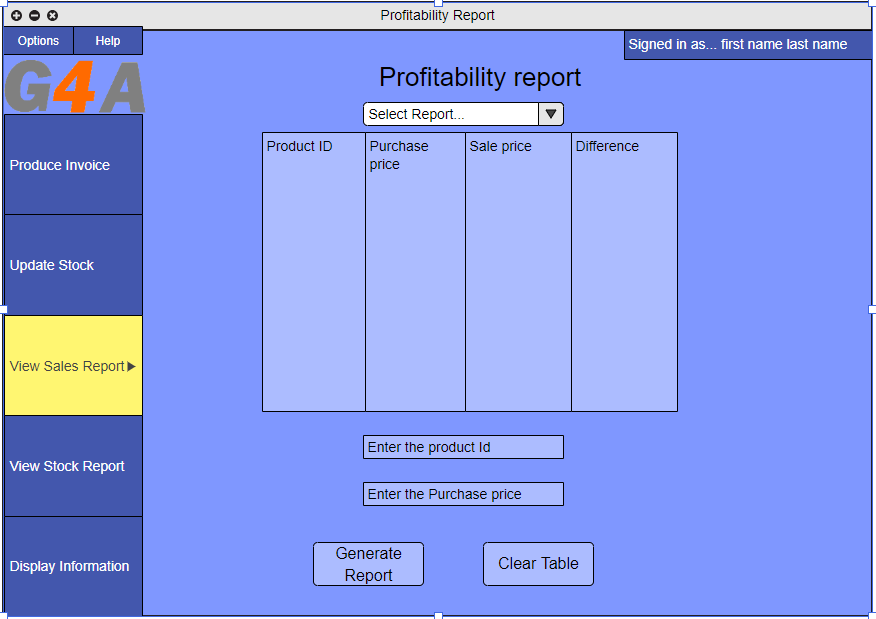 Profitability Report
Options Help
Signed in as... first name last name
G4A
Profitability report
Select Report...
Product ID
Purchase
price
Sale price
Difference
Produce Invoice
Update Stock
View Sales Report
View Stock Report
Display Information
Enter the product Id
Enter the Purchase price
Generate
Report
Clear Table